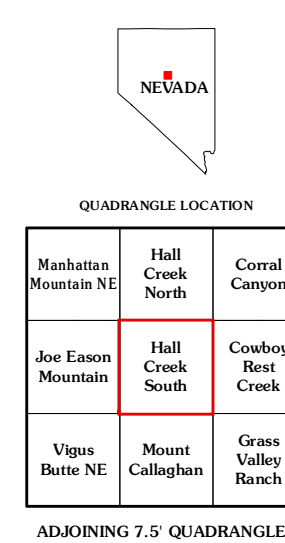 NEVADA
QUADRANGLE LOCATION
Manhattan
Mountain NE
Hall
Creek
North
Corral
Canyon
Joe Eason
Mountain
Hall
Creek
South
Cowboy
Rest
Creek
Vigus
Butte NE
Mount
Callaghan
Grass
Valley
Ranch
ADJOINING 7.5' QUADRANGLE